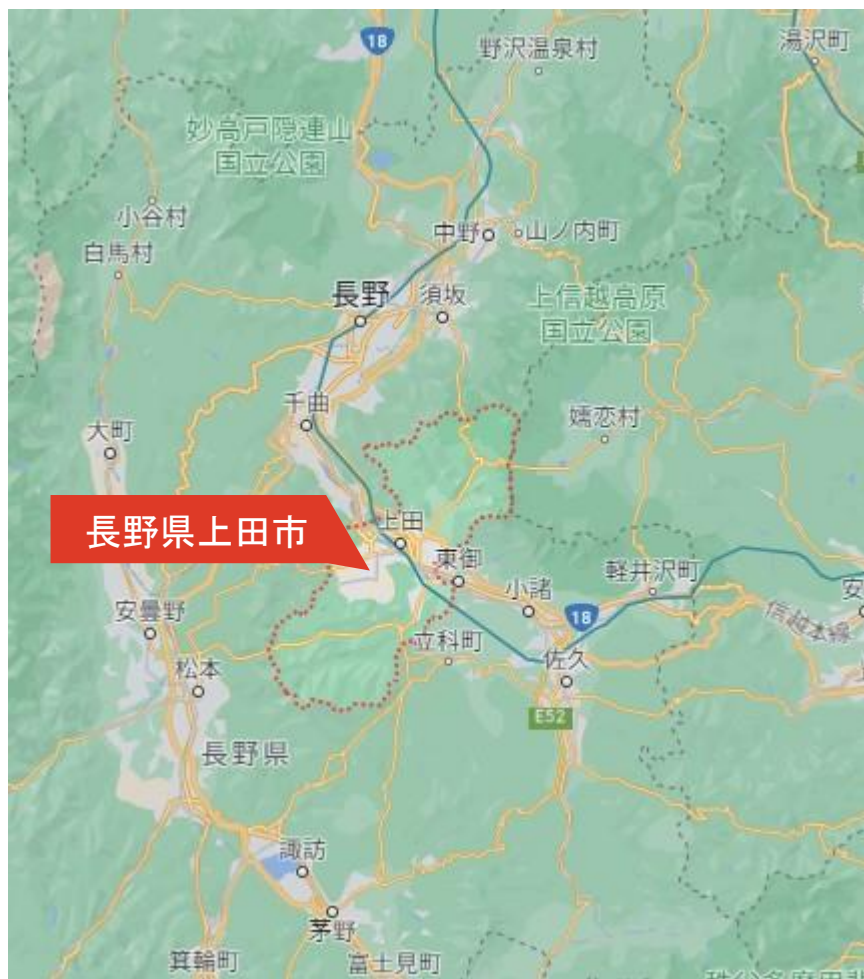 18
野沢温泉村
湯沢町
妙高戸隠連山
国立公園
小谷村
中野
山ノ内町
白馬村
長野
須坂
上信越高原
国立公園
千曲
嬬恋村
大町
長野県上田市
上田
東御
小諸
軽井沢町
安
安曇野
18
信越本線
立科町
佐久
松本
E52
長野県
諏訪
茅野
箕輪町
富士見町